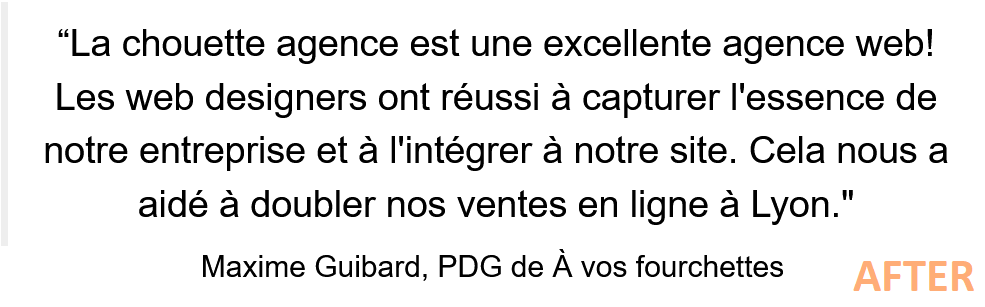 “La chouette agence est une excellente agence web!
Les web designers ont réussi à capturer l'essence de
notre entreprise et à l'intégrer à notre site. Cela nous a
aidé à doubler nos ventes en ligne à Lyon."
Maxime Guibard, PDG de À vos fourchettes
AFTER